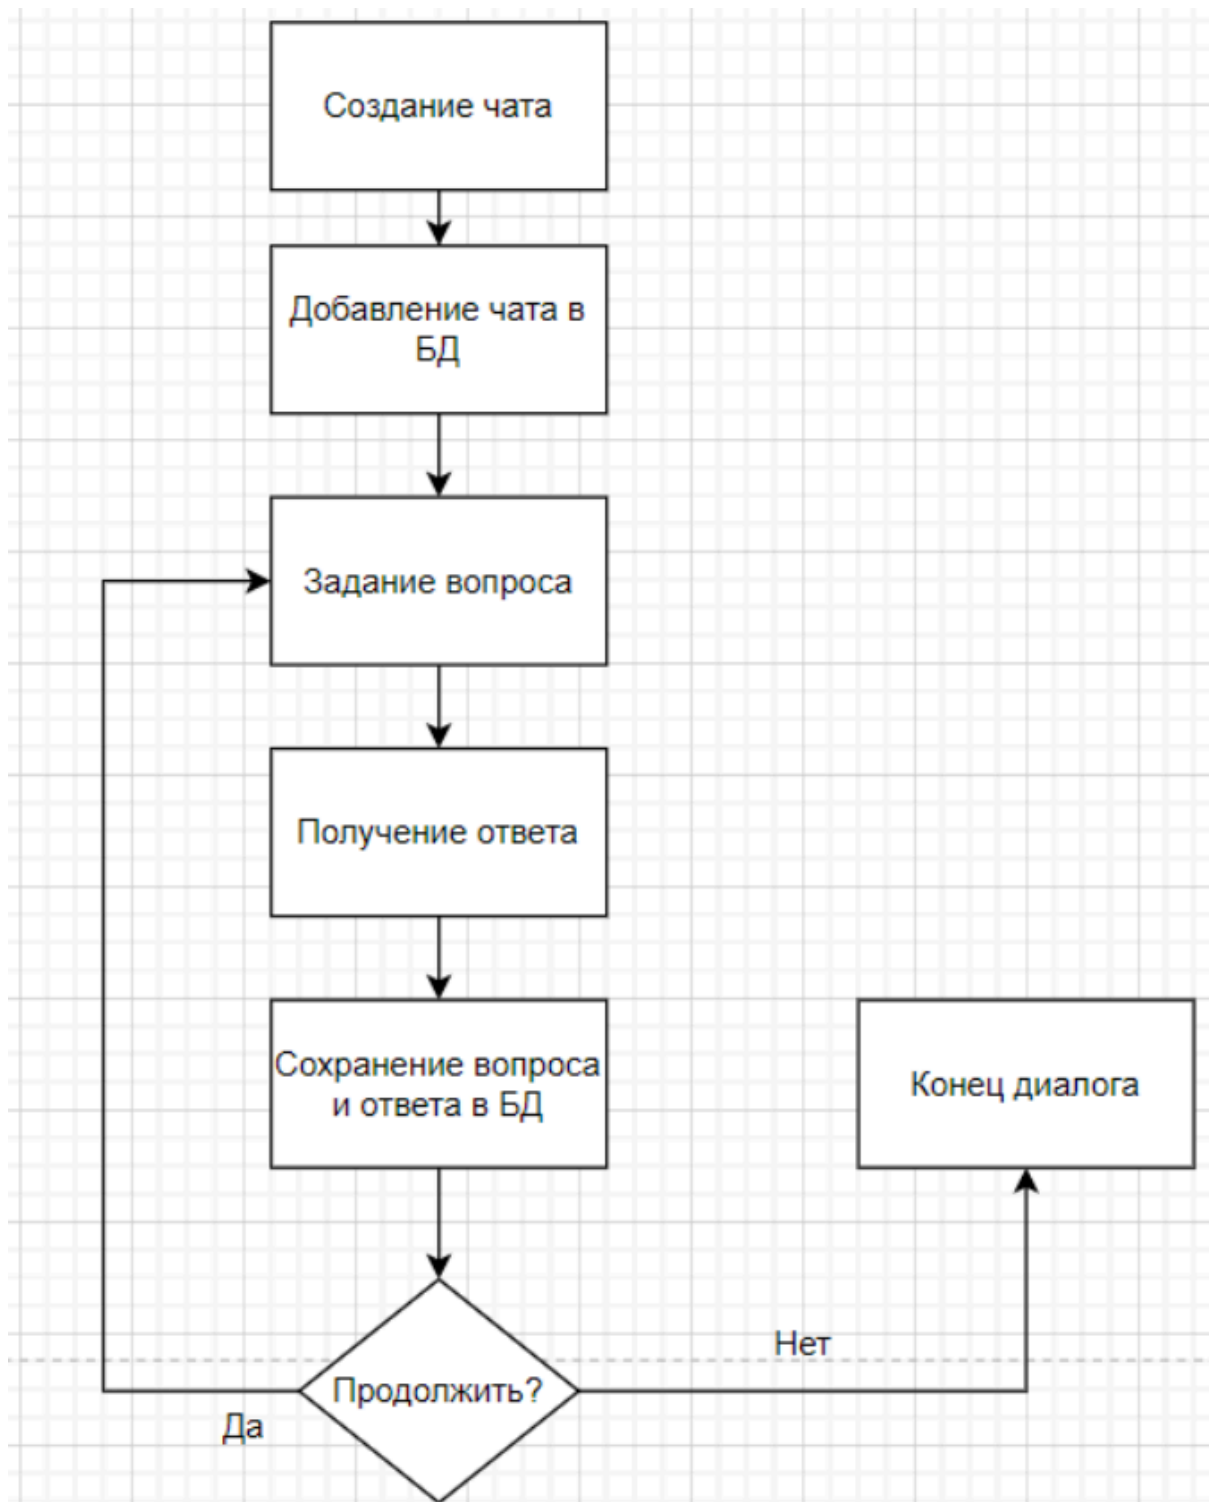 Создание чата
Добавление чата в
БД
Задание вопроса
Получение ответа
Сохранение вопроса
и ответа в БД
Конец диалога
Нет
Продолжить?
Да